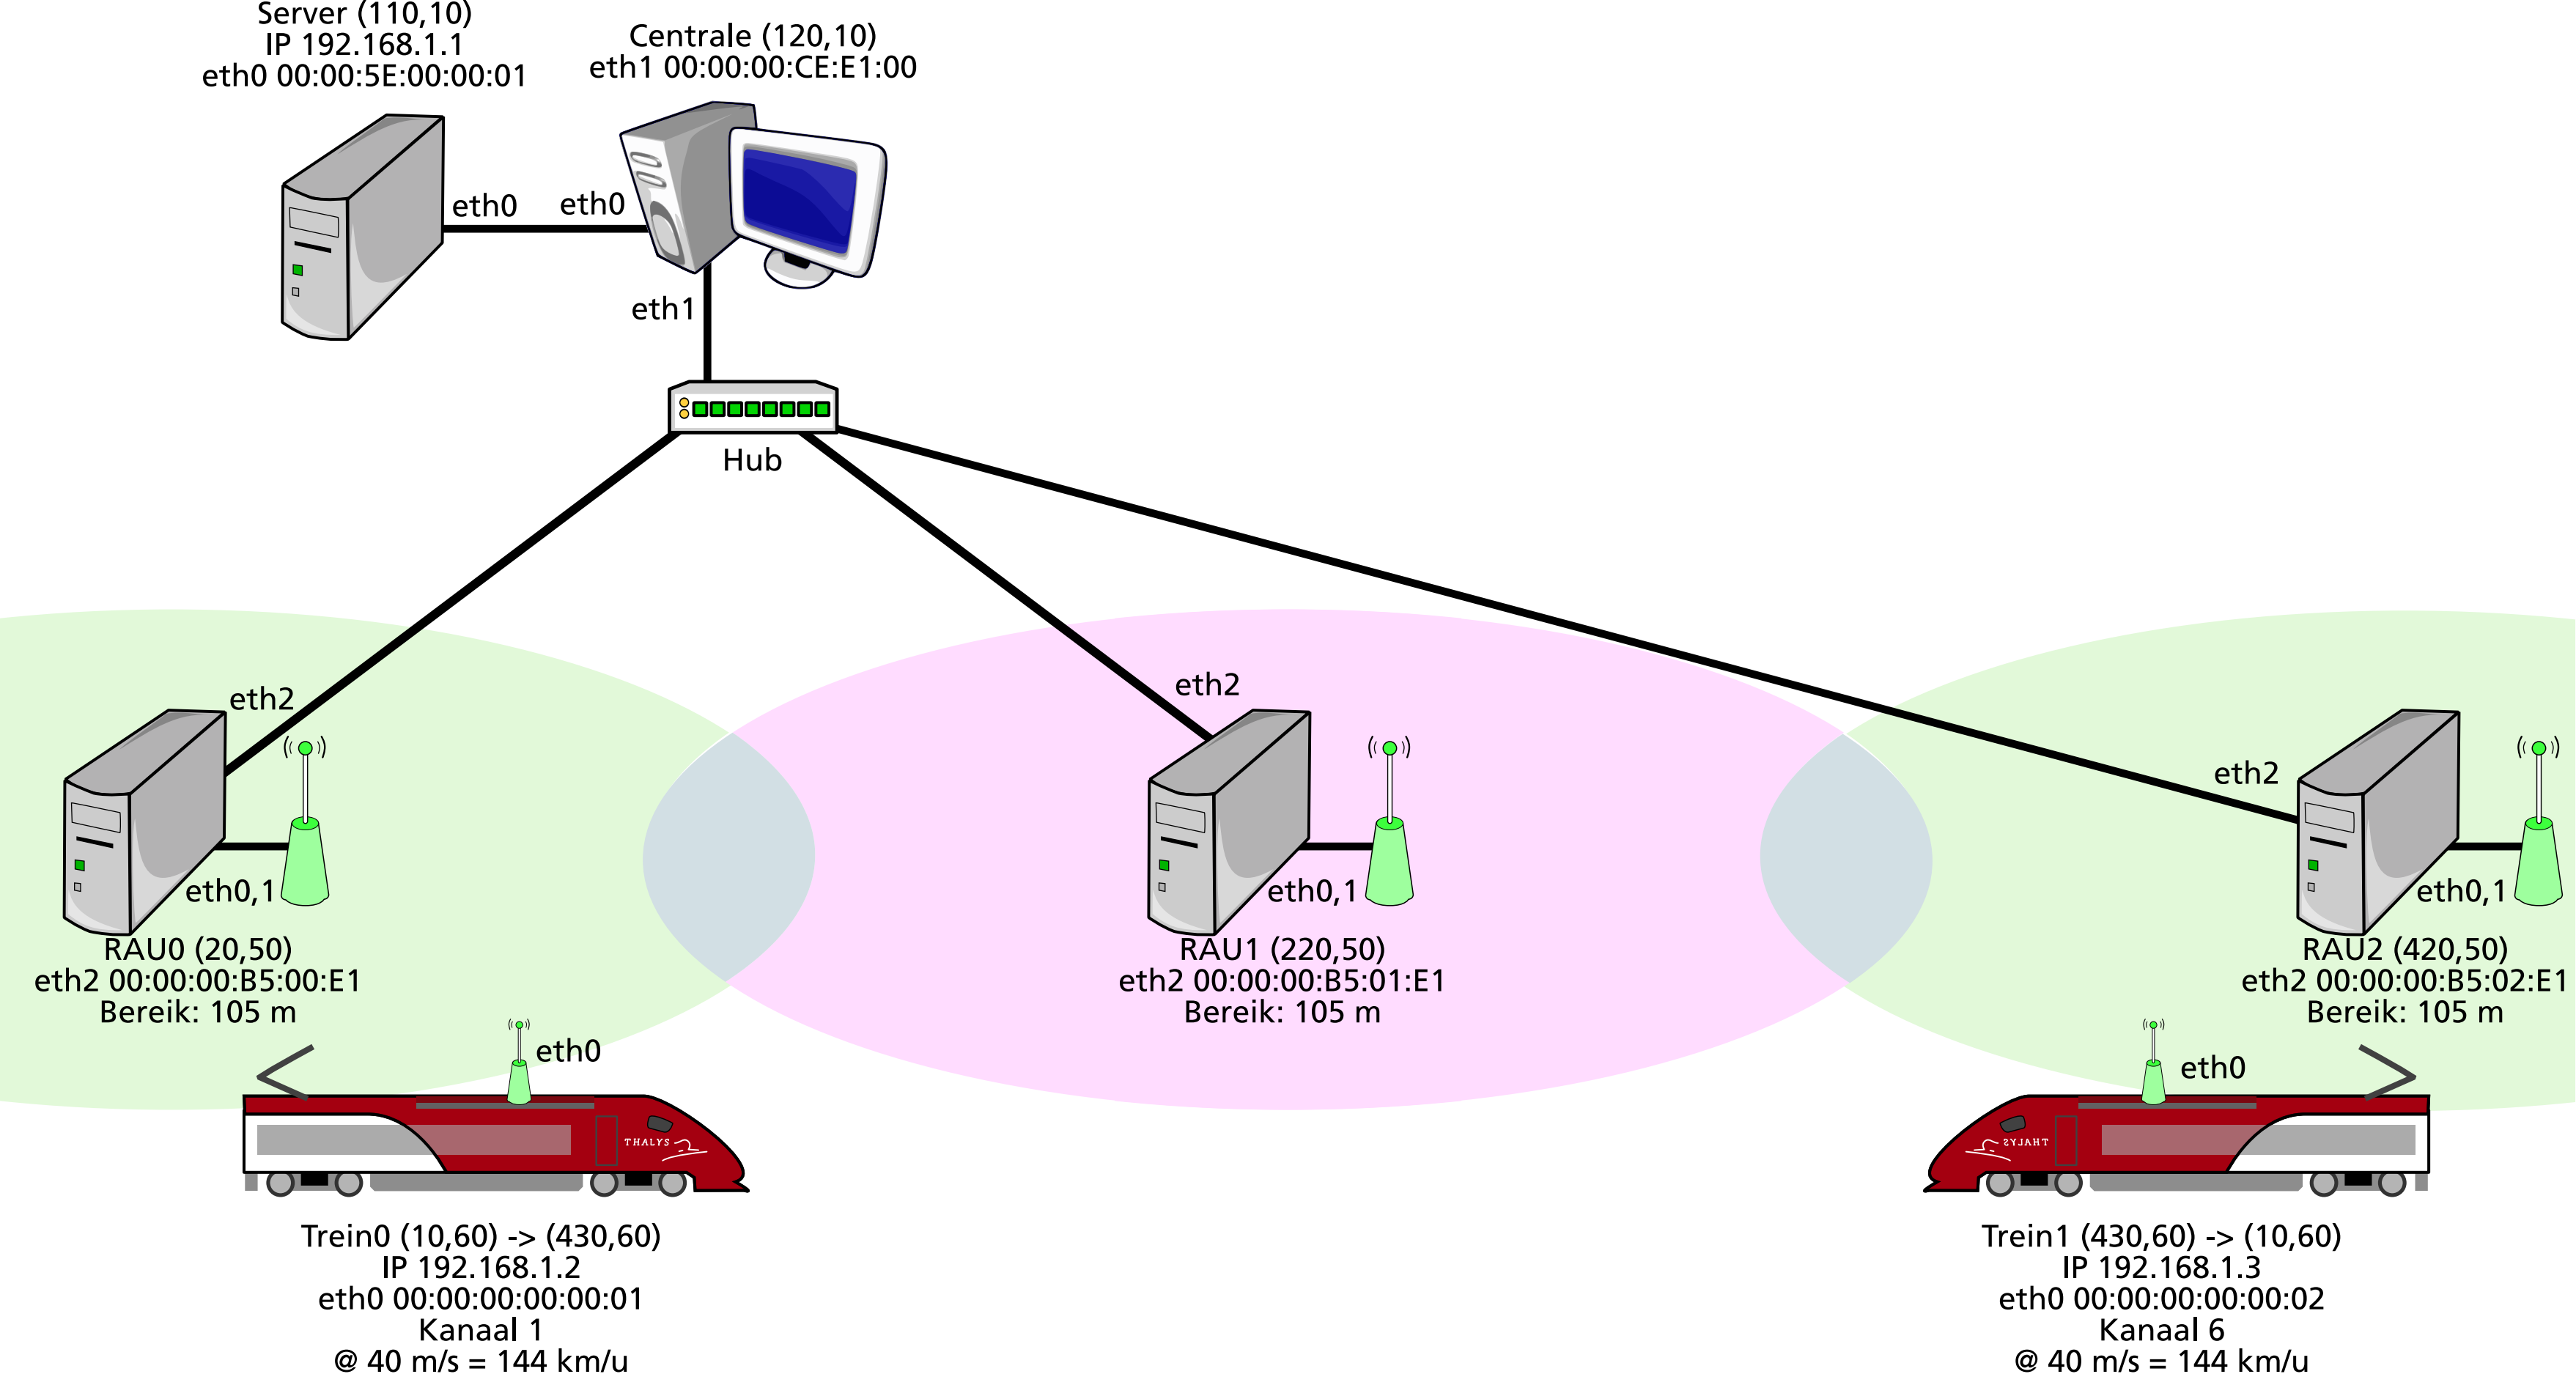 Server (110,10)
IP 192.168.1.1
eth0 00:00:5E:00:00:01
Centrale (120,10)
eth1 00:00:00:CE:E1:00
eth0
eth0
eth1
Hub
eth2
eth2
eth2
eth0,1
eth0,1
eth0,1
RAU0 (20,50)
eth2 00:00:00:B5:00:E1
Bereik: 105 m
RAU1 (220,50)
eth2 00:00:00:B5:01:E1
Bereik: 105 m
RAU2 (420,50)
eth2 00:00:00:B5:02:E1
Bereik: 105 m
eth0
eth0
THALYS
THALYS
Trein0 (10,60) -> (430,60)
IP 192.168.1.2
eth0 00:00:00:00:00:01
Kanaal 1
@ 40 m/s = 144 km/u
Trein1 (430,60) -> (10,60)
IP 192.168.1.3
eth0 00:00:00:00:00:02
Kanaal 6
@ 40 m/s = 144 km/u